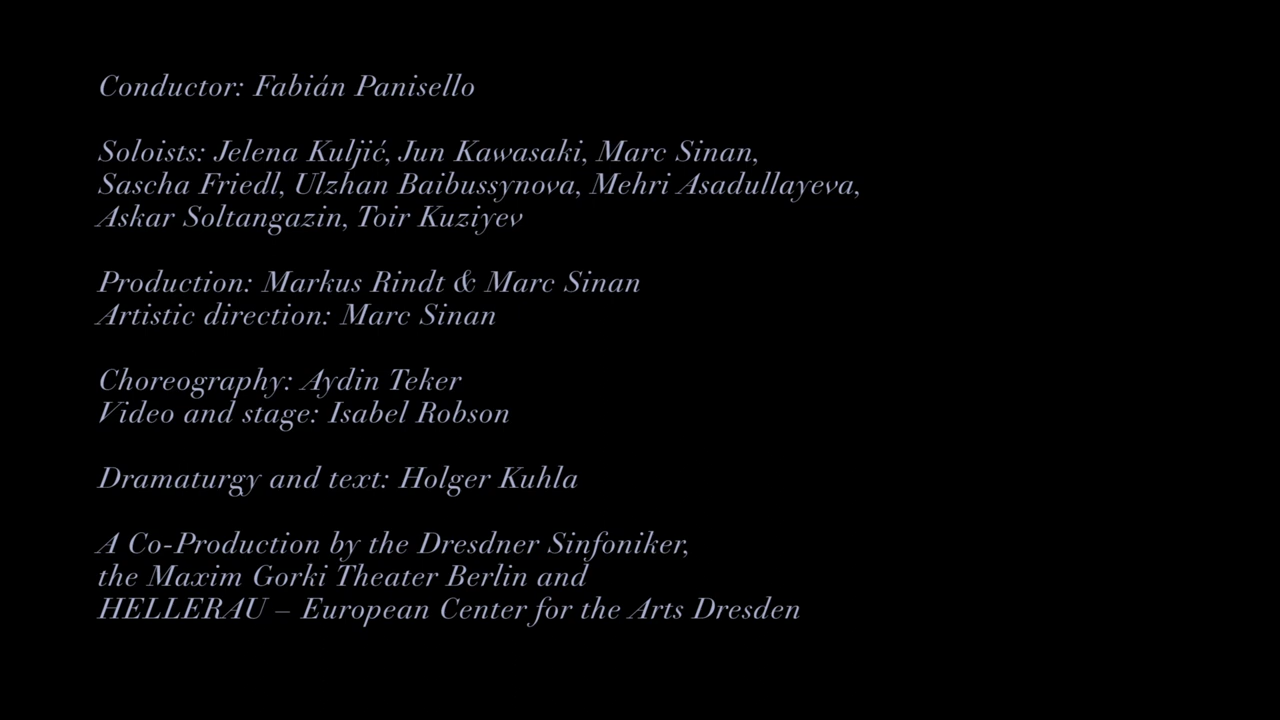 Conductor: Fabián Panisello
Soloists: Jelena Kuljić, Jun Kawasaki, Marc Sinan,
Sascha Friedl, Ulzhan Baibussynova, Mehri Asadullayeva,
Askar Soltangazin, Toir Kuziyev
Production: Markus Rindt & Marc Sinan
Artistic direction: Marc Sinan
Choreography: Aydin Teker
Video and stage: Isabel Robson
Dramaturgy and text: Holger Kuhla
A Co-Production by the Dresdner Sinfoniker,
the Maxim Gorki Theater Berlin and
HELLERAU – European Center for the Arts Dresden